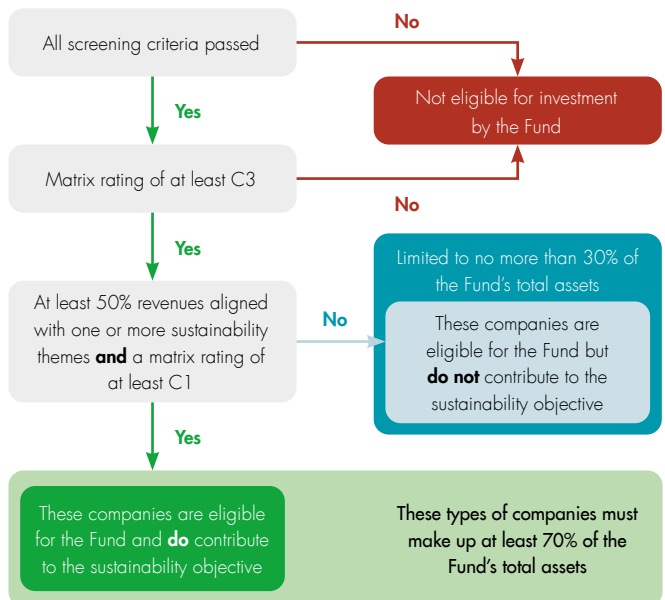 All screening criteria passed
No
Not eligible for investment
by the Fund
Yes
Matrix rating of at least C3
No
Yes
Limited to no more than 30% of
the Fund’s total assets
These companies are
eligible for the Fund but
do not contribute to the
sustainability objective
At least 50% revenues aligned
with one or more sustainability
themes and a matrix rating of
at least C1
No
Yes
These companies are eligible
for the Fund and do contribute
to the sustainability objective
These types of companies must
make up at least 70% of the
Fund’s total assets